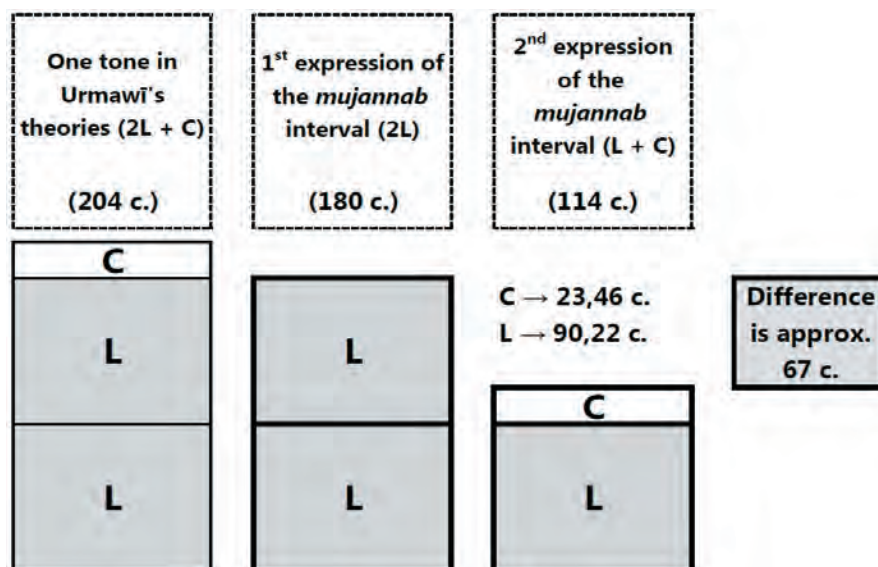 One tone in
Urmawī's
theories (2L + C)
(204 c.)
1st expression of
the mujannab
interval (2L)
(180 c.)
2nd expression
of the
mujannab
interval (L + C)
(114 c.)
C
L
L
L
L
C → 23,46 c.
L → 90,22 c.
C
L
Difference
is approx.
67 c.